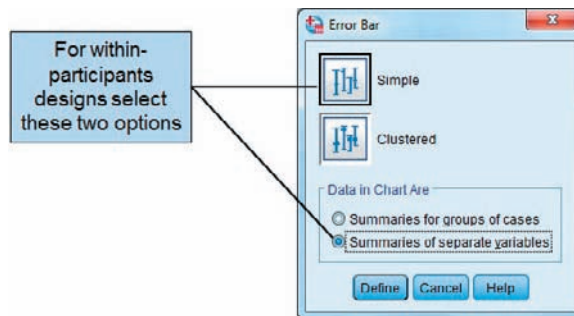 For within-
participants
designs select
these two options
Error Bar
x
Simple
Clustered
Data in Chart Are
Summaries for groups of cases
Summaries of separate variables
Define Cancel Help